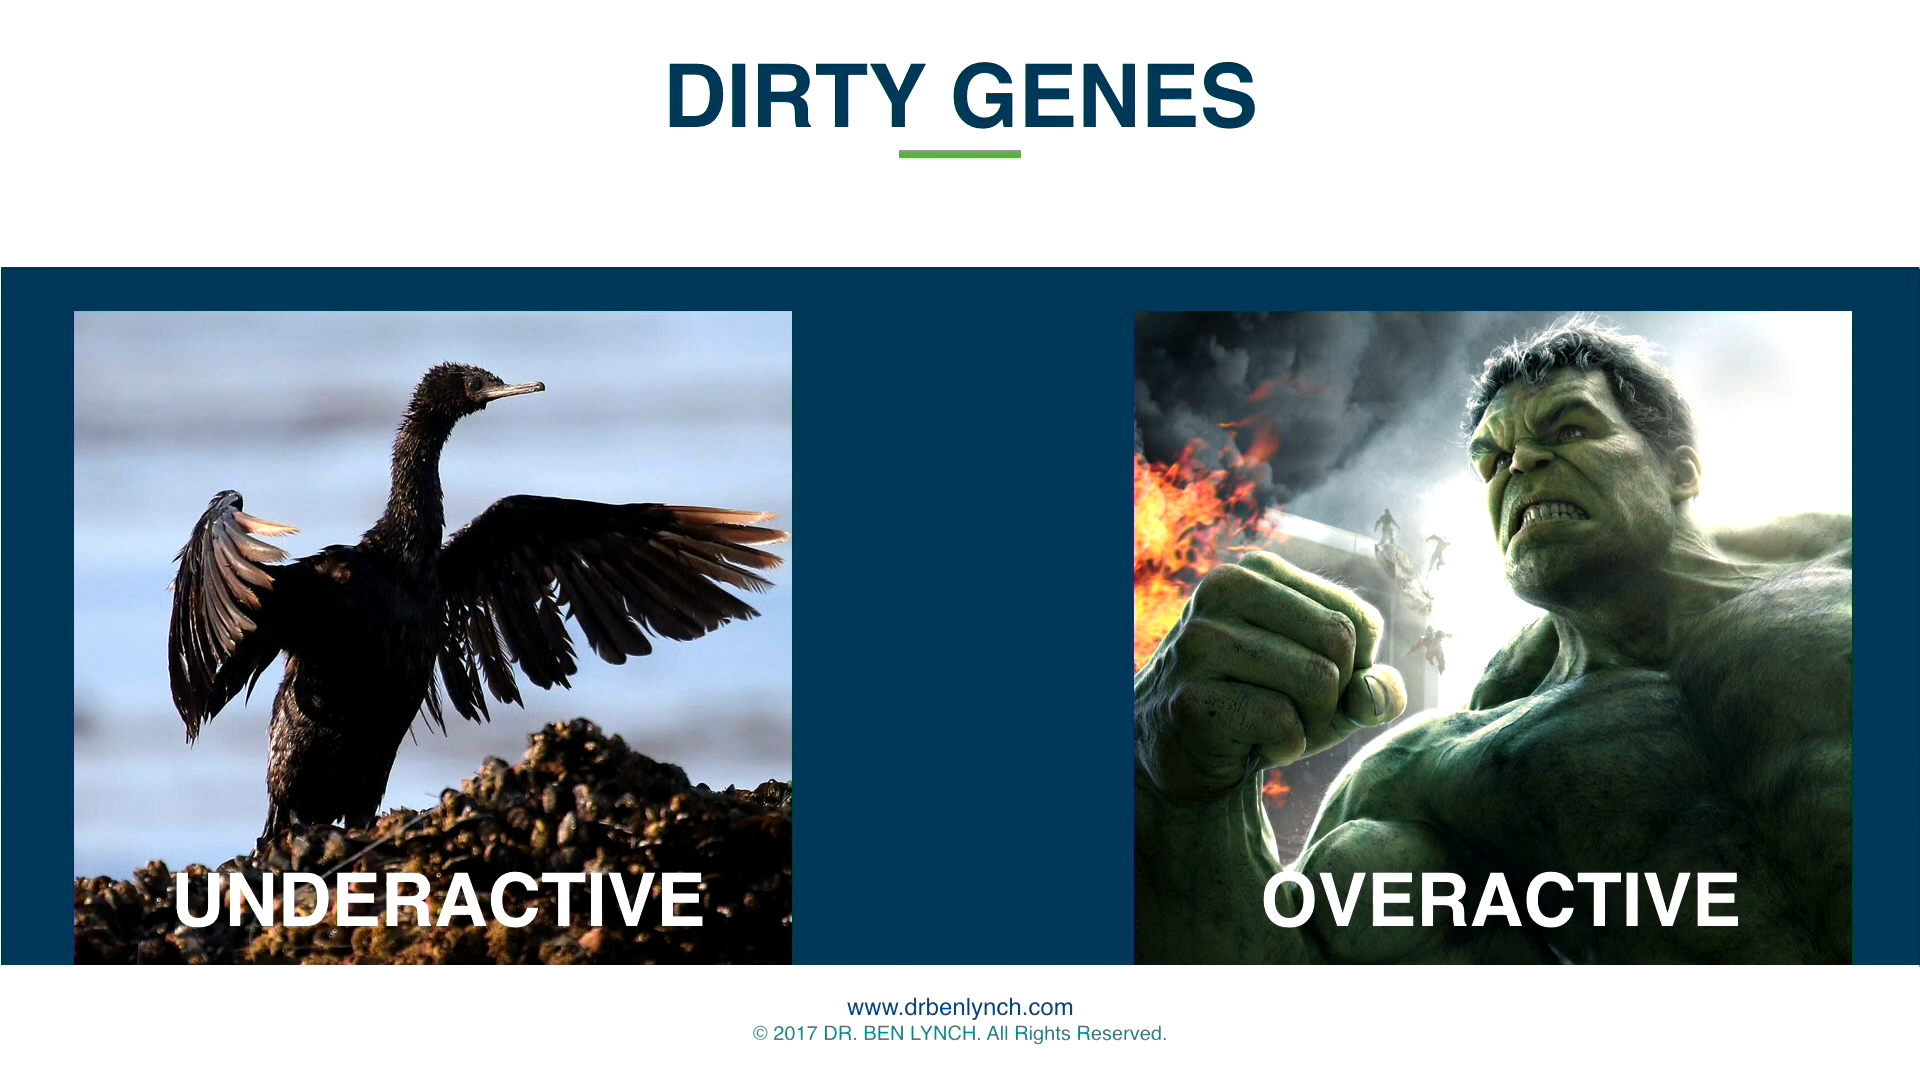 DIRTY GENES
UNDERACTIVE
OVERACTIVE
www.drbenlynch.com
© 2017 DR. BEN LYNCH. All Rights Reserved.